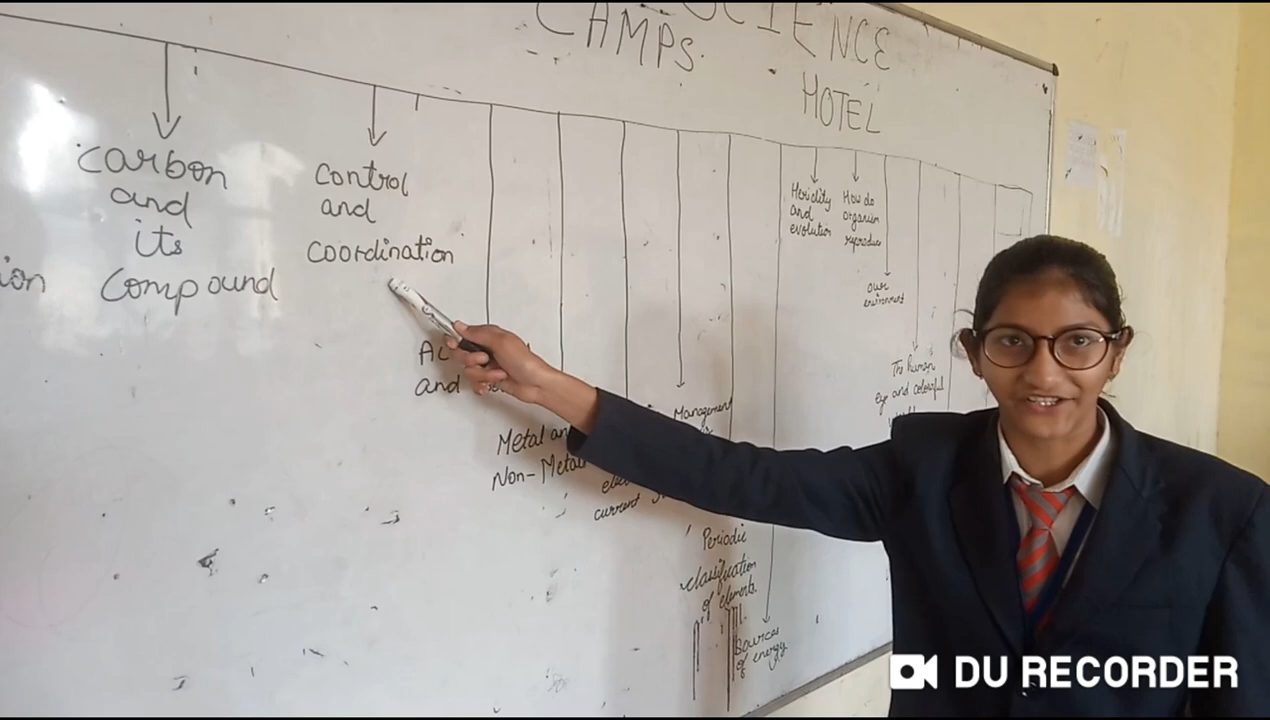 SCIENCE
CAMPS.
HOTEL
ion
carbon
and
its
compound
control
and
coordination
and
Metal
Non-Metal
current
Management
Periodic
classification
of elements
Sources
of energy
Heridity
and
evolution
How do
organism
reproduce
our
environment
The human
eye and colorful
DU RECORDER